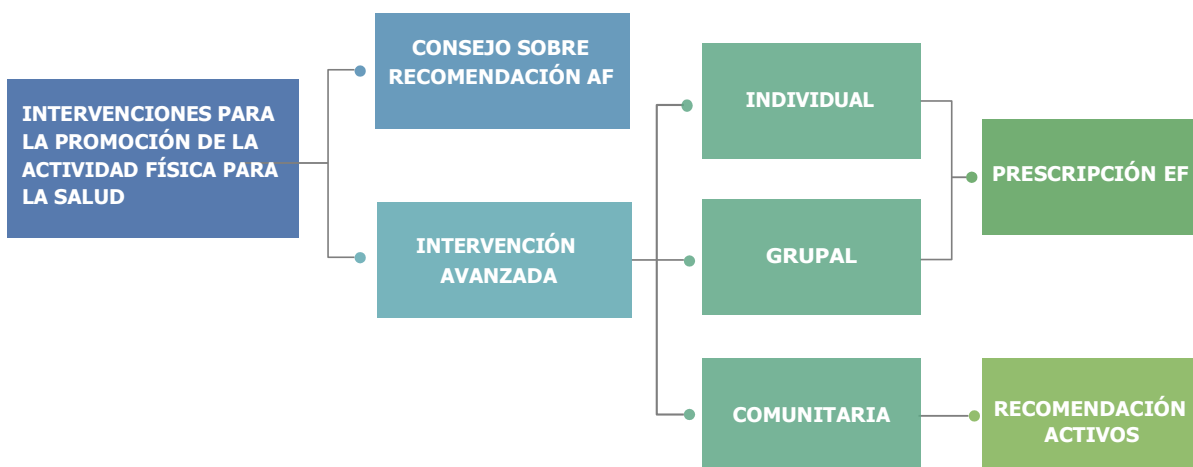 INTERVENCIONES PARA
LA PROMOCIÓN DE LA
ACTIVIDAD FÍSICA PARA
LA SALUD
CONSEJO SOBRE
RECOMENDACIÓN AF
INTERVENCIÓN
AVANZADA
INDIVIDUAL
GRUPAL
COMUNITARIA
PRESCRIPCIÓN EF
RECOMENDACIÓN
ACTIVOS